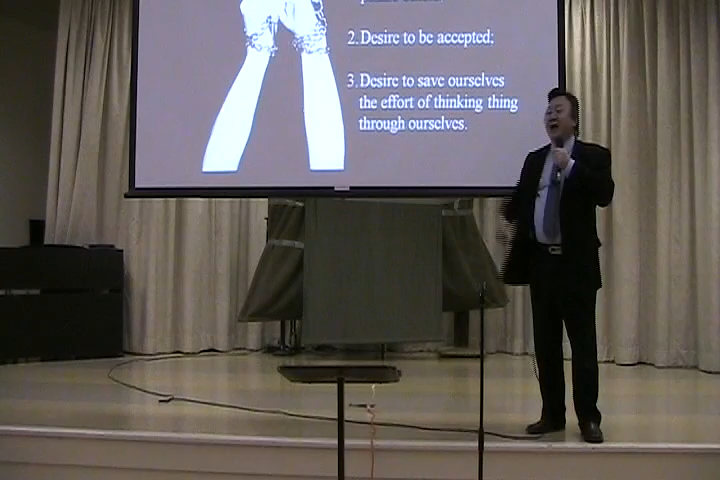 2. Desire to be accepted;
3. Desire to save ourselves
the effort of thinking thing
through ourselves.